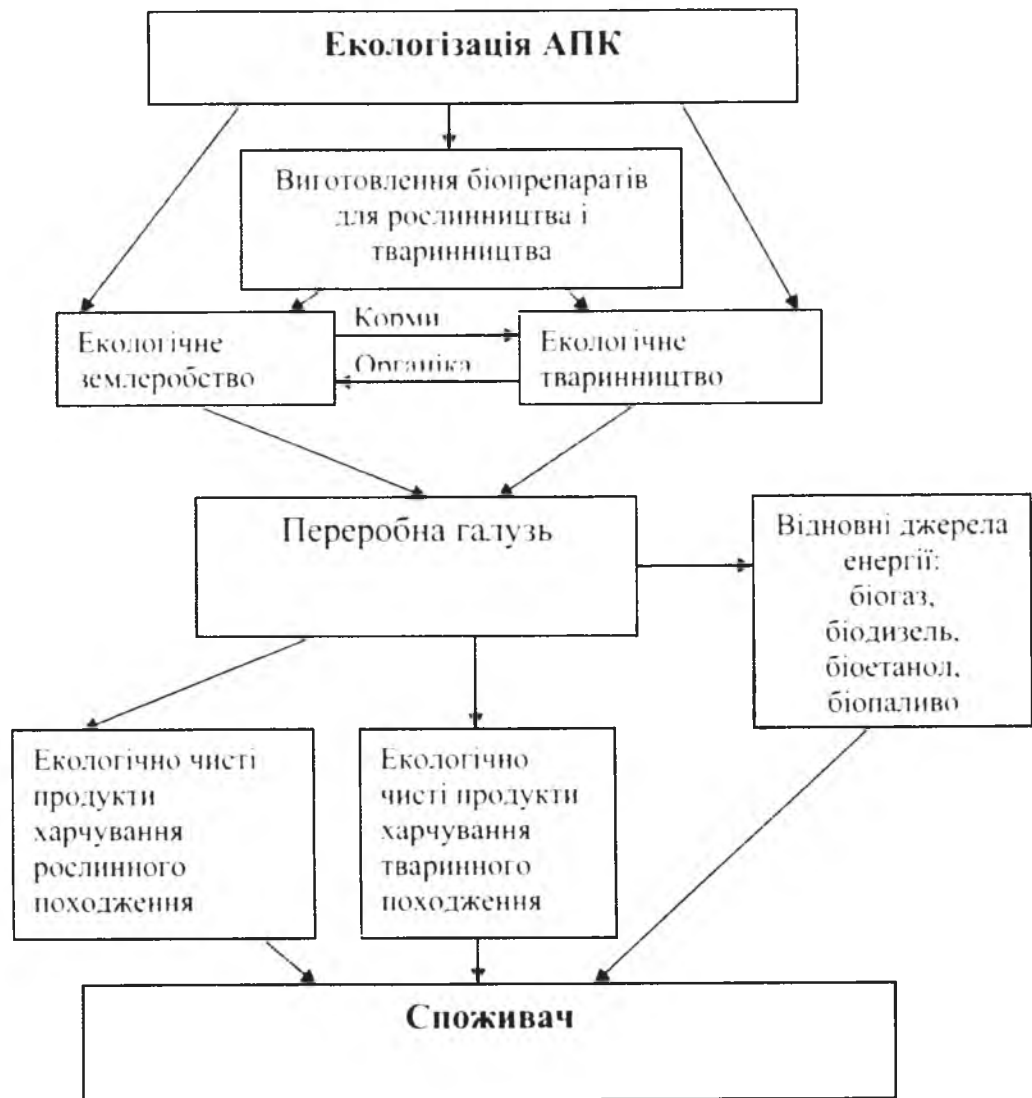 Екологізація АПК
Виготовлення біопрепаратів
для рослинництва і
тваринництва
Екологічне
землеробство
Корми
Органіка
Екологічне
тваринництво
Переробна галузь
Відновні джерела
енергії:
біогаз,
біодизель,
біоетанол,
біопаливо
Екологічно чисті
продукти
харчування
рослинного
походження
Екологічно
чисті продукти
харчування
тваринного
походження
Споживач